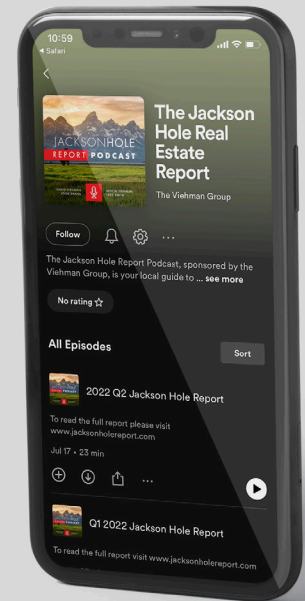 10:59
Safari
JACKSONHOLE
REPORT PODCAST
The Jackson
Hole Real
Estate
Report
The Viehman Group
Follow
The Jackson Hole Report Podcast, sponsored by the
Viehman Group, is your local guide to ... see more
No rating
All Episodes
Sort
2022 Q2 Jackson Hole Report
To read the full report please visit
www.jacksonholereport.com
Jul 17 • 23 min
Q1 2022 Jackson Hole Report
To read the full report visit www.jacksonholereport.com